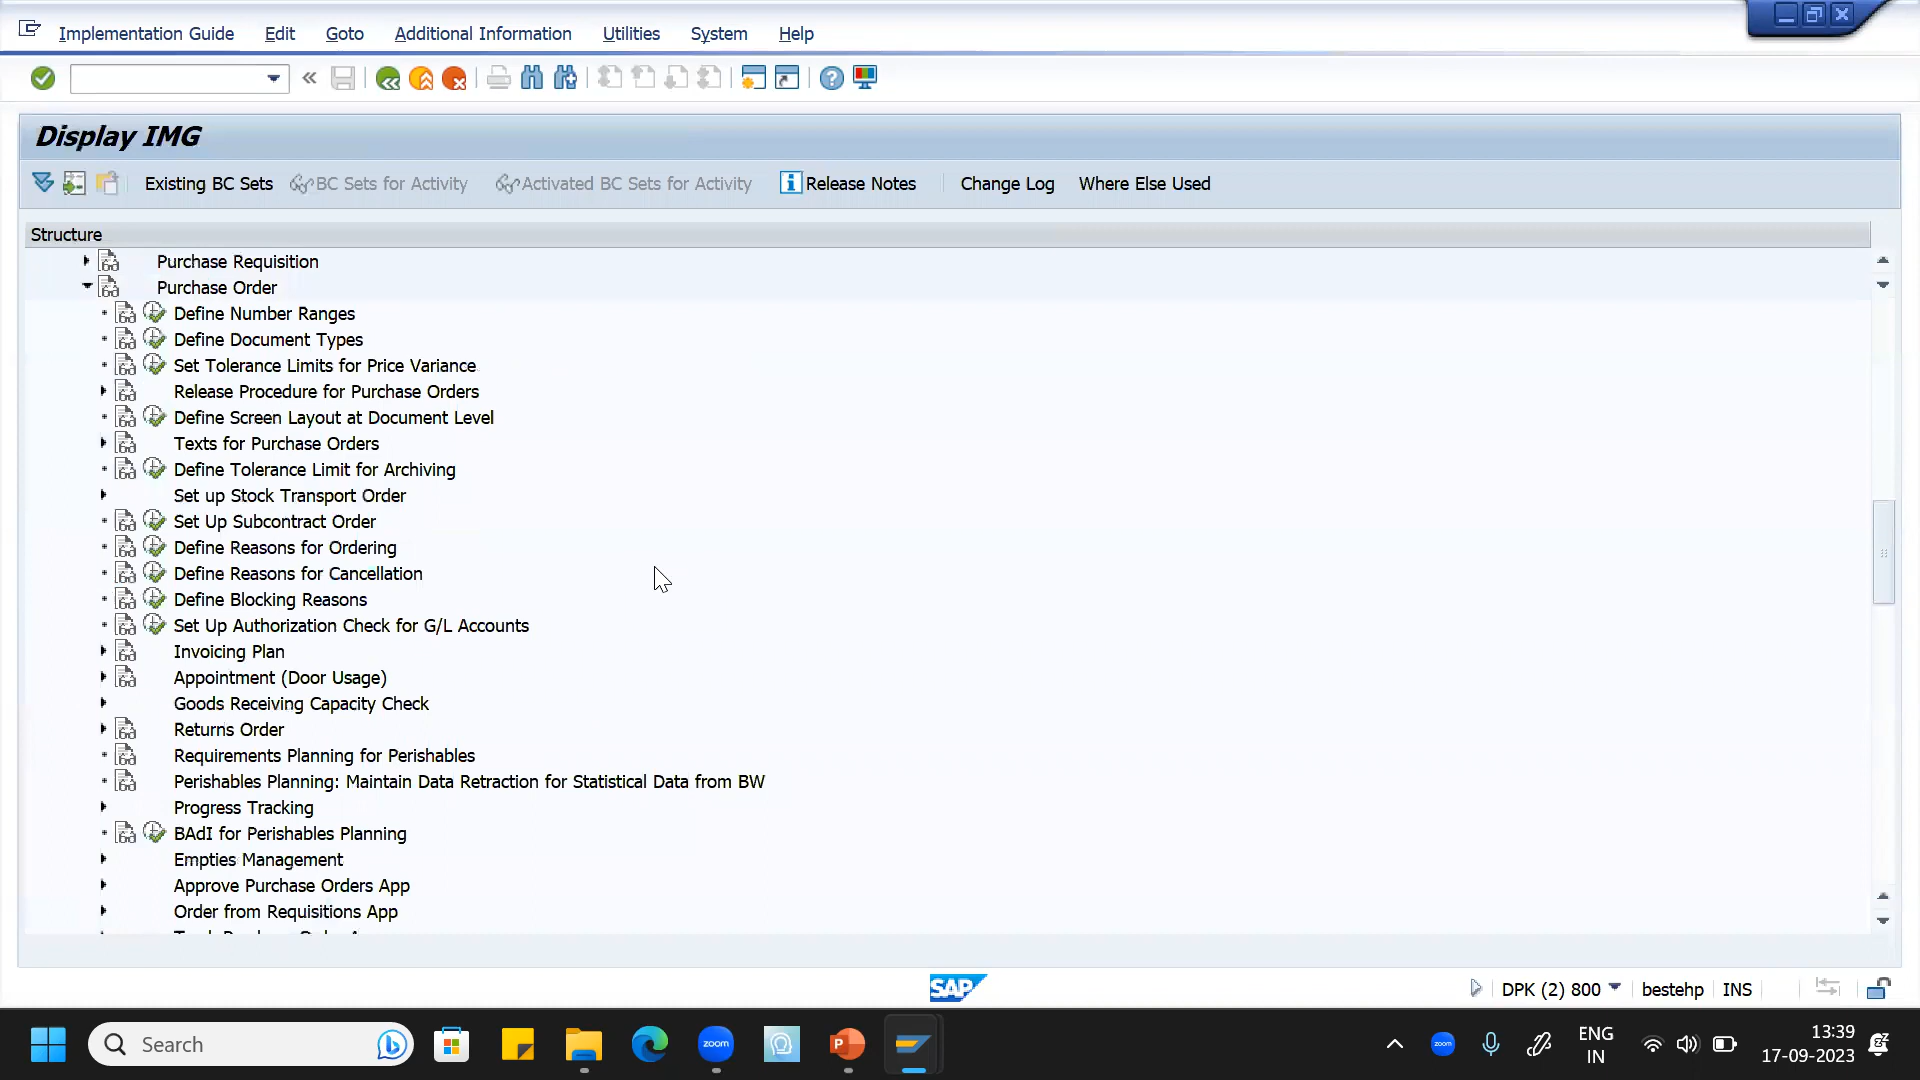 Implementation Guide Edit Goto Additional Information Utilities System Help
Display IMG
Existing BC Sets BC Sets for Activity Activated BC Sets for Activity Release Notes Change Log Where Else Used
Structure
Purchase Requisition
Purchase Order
Define Number Ranges
Define Document Types
Set Tolerance Limits for Price Variance
Release Procedure for Purchase Orders
Define Screen Layout at Document Level
Texts for Purchase Orders
Define Tolerance Limit for Archiving
Set up Stock Transport Order
Set Up Subcontract Order
Define Reasons for Ordering
Define Reasons for Cancellation
Define Blocking Reasons
Set Up Authorization Check for G/L Accounts
Invoicing Plan
Appointment (Door Usage)
Goods Receiving Capacity Check
Returns Order
Requirements Planning for Perishables
Perishables Planning: Maintain Data Retraction for Statistical Data from BW
Progress Tracking
BAdI for Perishables Planning
Empties Management
Approve Purchase Orders App
Order from Requisitions App
SAP
DPK (2) 800 bestehp INS
Search
zoom
P
zoom
ENG
IN
13:39
17-09-2023